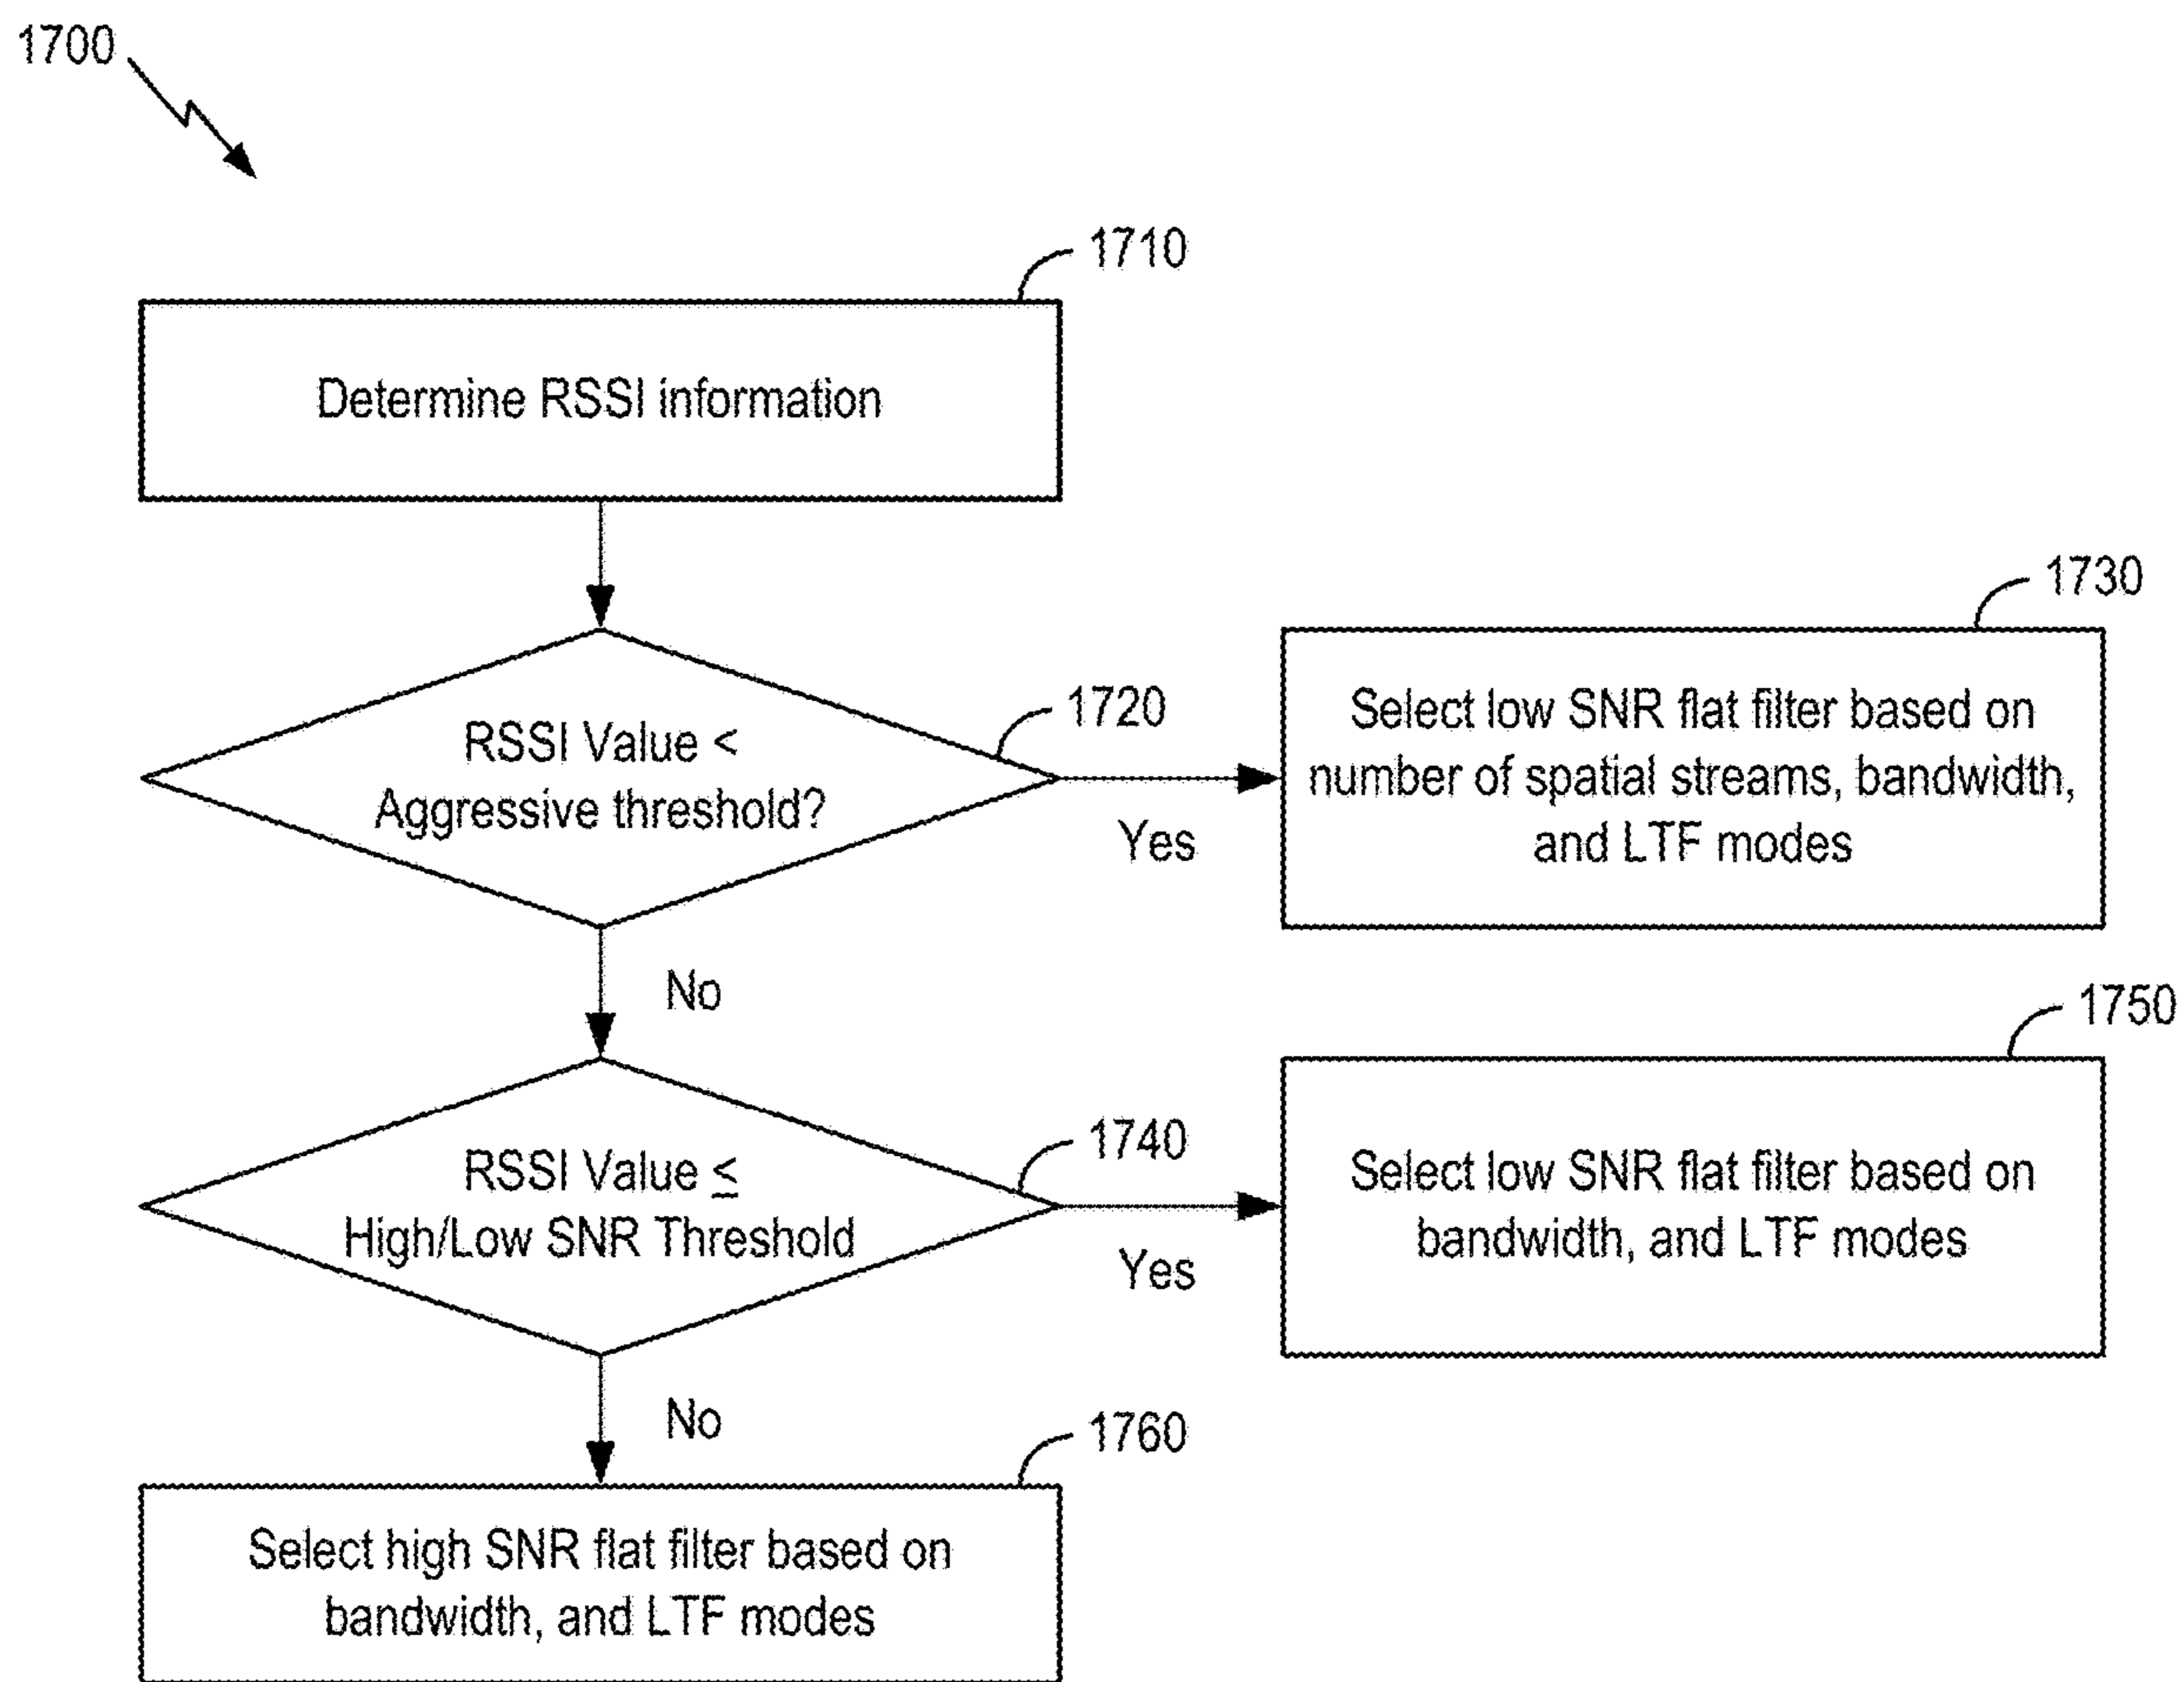 1700
1710
Determine RSSI information
1730
1720
RSSI Value <
Aggressive threshold?
Yes
Select low SNR flat filter based on
number of spatial streams, bandwidth,
and LTF modes
No
1750
1740
RSSI Value ≤
High/Low SNR Threshold
Yes
Select low SNR flat filter based on
bandwidth, and LTF modes
No
1760
Select high SNR flat filter based on
bandwidth, and LTF modes